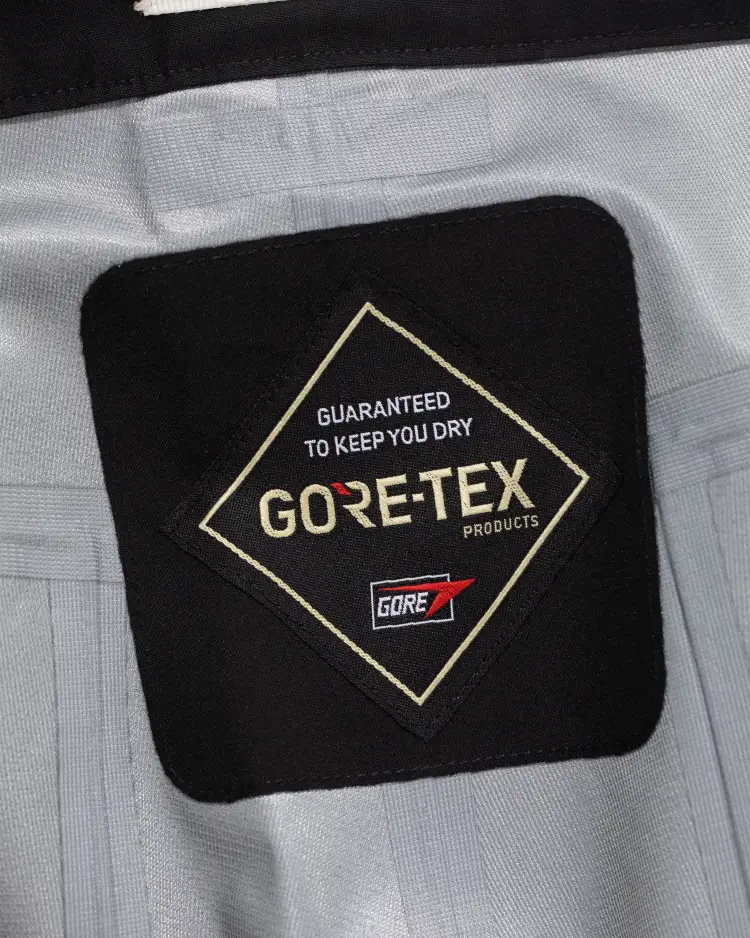 GUARANTEED
TO KEEP YOU DRY
GORE-TEX
PRODUCTS
GORE